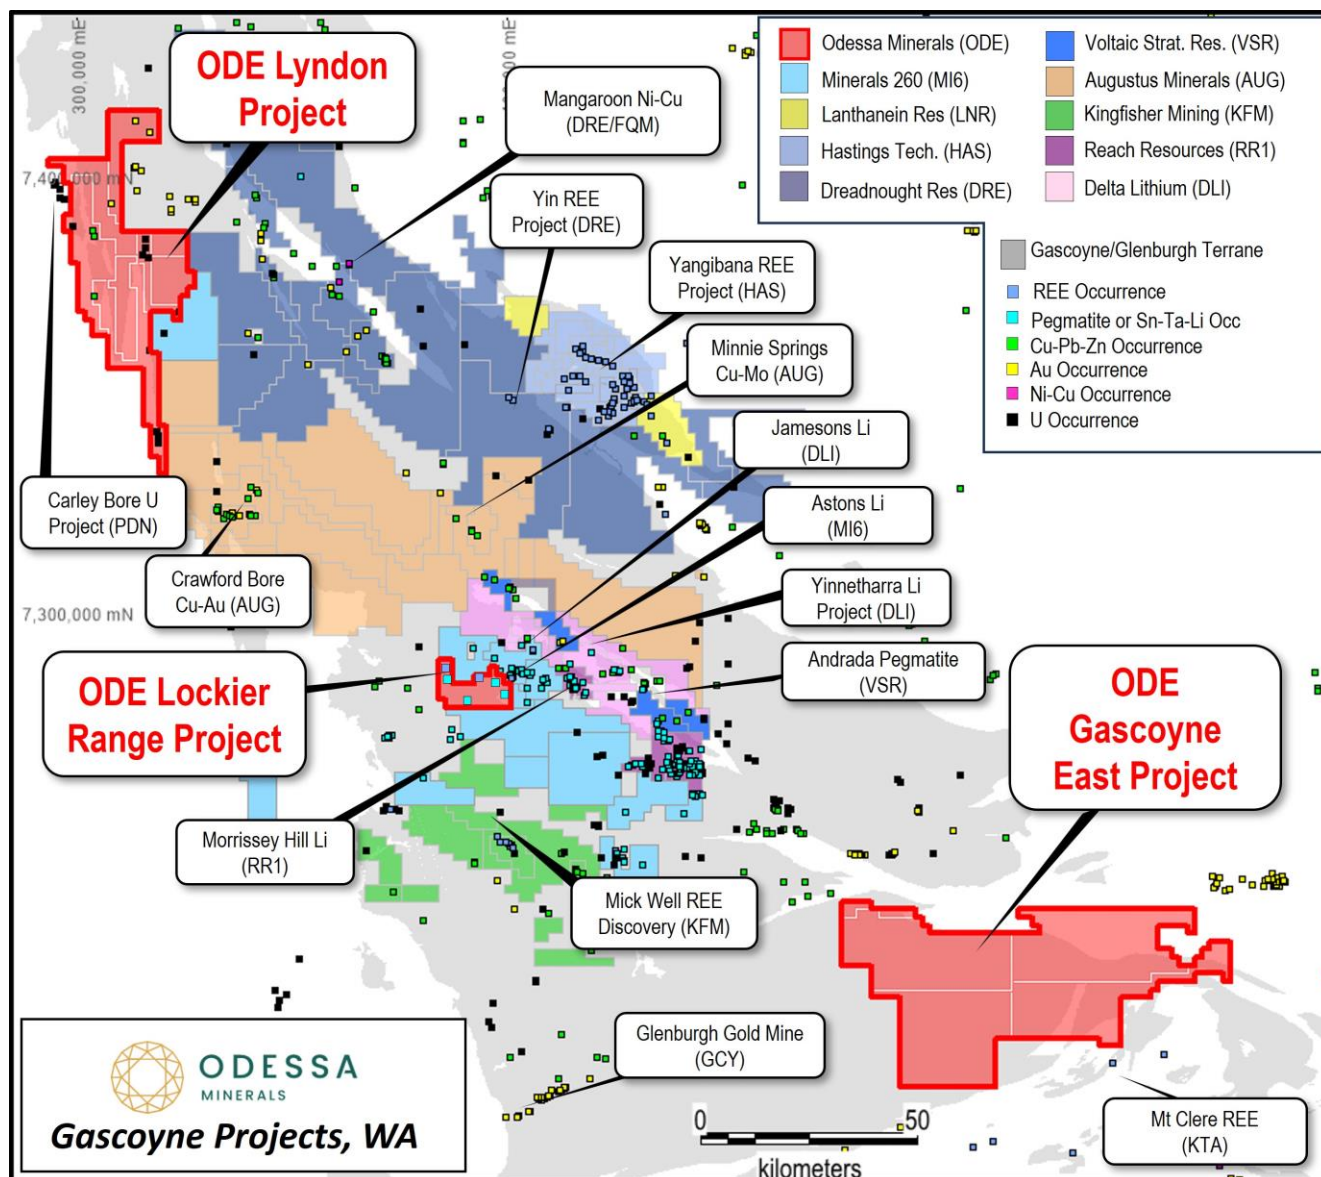 300,000 mE
00,000 mE
7,400,000 mN
7,300,000 mN
ODE Lyndon
Project
Mangaroon Ni-Cu
(DRE/FQM)
Yin REE
Project (DRE)
Yangibana REE
Project (HAS)
Minnie Springs
Cu-Mo (AUG)
Jamesons Li
(DLI)
Astons Li
(MI6)
Yinnetharra Li
Project (DLI)
Andrada Pegmatite
(VSR)
Carley Bore U
Project (PDN)
Crawford Bore
Cu-Au (AUG)
ODE Lockier
Range Project
ODE
Gascoyne
East Project
Morrissey Hill Li
(RR1)
Mick Well REE
Discovery (KFM)
Glenburgh Gold Mine
(GCY)
Mt Clere REE
(KTA)
Odessa Minerals (ODE)
Minerals 260 (MI6)
Lanthanein Res (LNR)
Hastings Tech. (HAS)
Dreadnought Res (DRE)
Voltaic Strat. Res. (VSR)
Augustus Minerals (AUG)
Kingfisher Mining (KFM)
Reach Resources (RR1)
Delta Lithium (DLI)
Gascoyne/Glenburgh Terrane
REE Occurrence
Pegmatite or Sn-Ta-Li Occ
Cu-Pb-Zn Occurrence
Au Occurrence
Ni-Cu Occurrence
U Occurrence
ODESSA
MINERALS
Gascoyne Projects, WA
0 50
kilometers